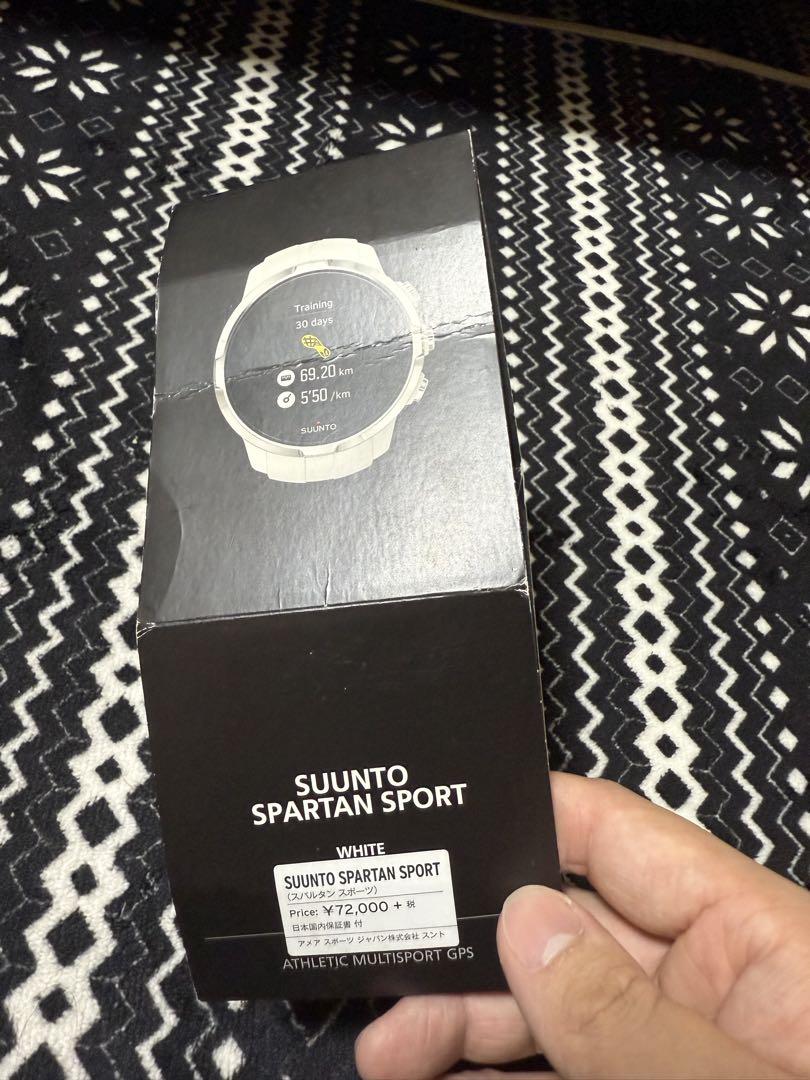 Training
30 days
69.20 km
5'50 /km
SUUNTO
SUUNTO
SPARTAN SPORT
WHITE
SUUNTO SPARTAN SPORT
(スパルタン スポーツ)
Price: ¥72,000 + 税
日本国内保証書 付
アメア スポーツ ジャパン株式会社 スント
ATHLETIC MULTISPORT GPS